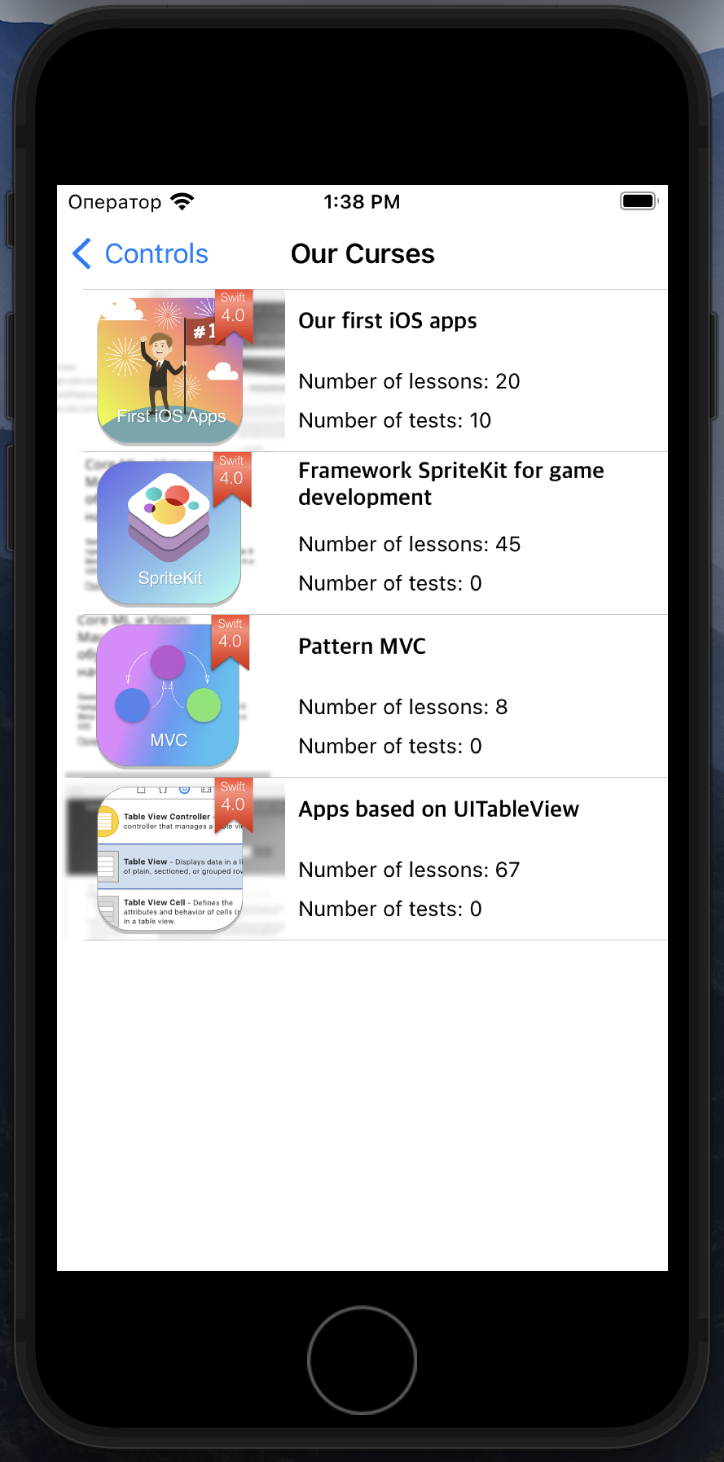 Оператор 1:38 PM
Controls Our Curses
Swift
4.0
#1
First iOS Apps
Our first iOS apps
Number of lessons: 20
Number of tests: 10
Swift
4.0
SpriteKit
Framework SpriteKit for game
development
Number of lessons: 45
Number of tests: 0
Core ML и Vision:
Swift
4.0
MVC
Pattern MVC
Number of lessons: 8
Number of tests: 0
Swift
4.0
Table View Controller -
controller that manages a table vi
Table View - Displays data in a li
of plain, sectioned, or grouped rov
Table View Cell - Defines the
attributes and behavior of cells (r
in a table view.
Apps based on UITableView
Number of lessons: 67
Number of tests: 0